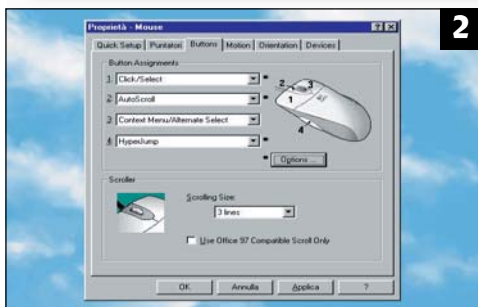 2
Proprietà - Mouse
Quick Setup Puntatori Buttons Motion Orientation Devices
Button Assignments
1: Click/Select
2: AutoScroll
3: Context Menu/Alternate Select
4: HyperJump
2 3
1
4
Options ...
Scroller
Scrolling Size:
3 lines
Use Office 97 Compatible Scroll Only
OK Annulla Applica ?